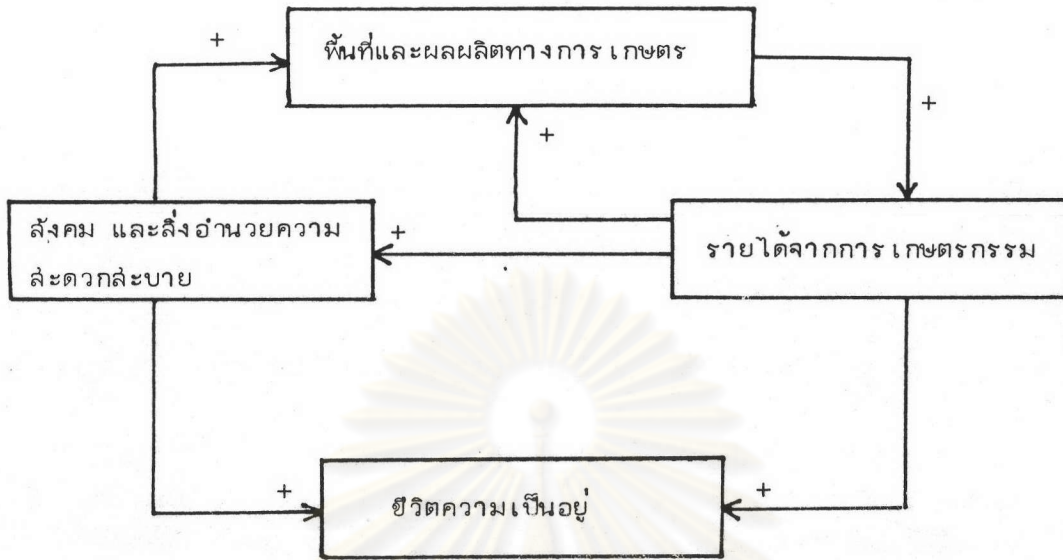 +
พื้นที่และผลผลิตทางการเกษตร
+
+
สังคม และสิ่งอำนวยความ
สะดวกสะบาย
+
รายได้จากการเกษตรกรรม
+
ชีวิตความเป็นอยู่
+